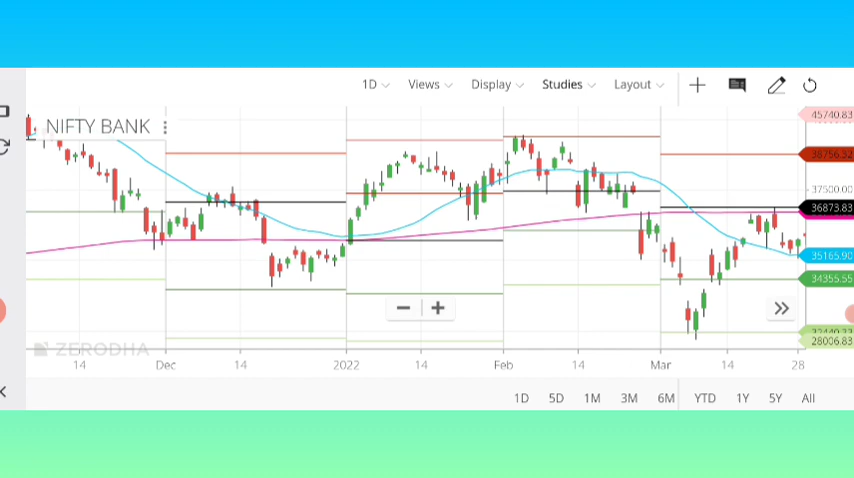 1D Views Display Studies Layout
NIFTY BANK
45740.83
38756.52
37500.00
36873.83
35165.90
34355.55
28006.83
ZERODHA
14 Dec 14 2022 14 Feb 14 Mar 14 28
1D 5D 1M 3M 6M YTD 1Y 5Y All